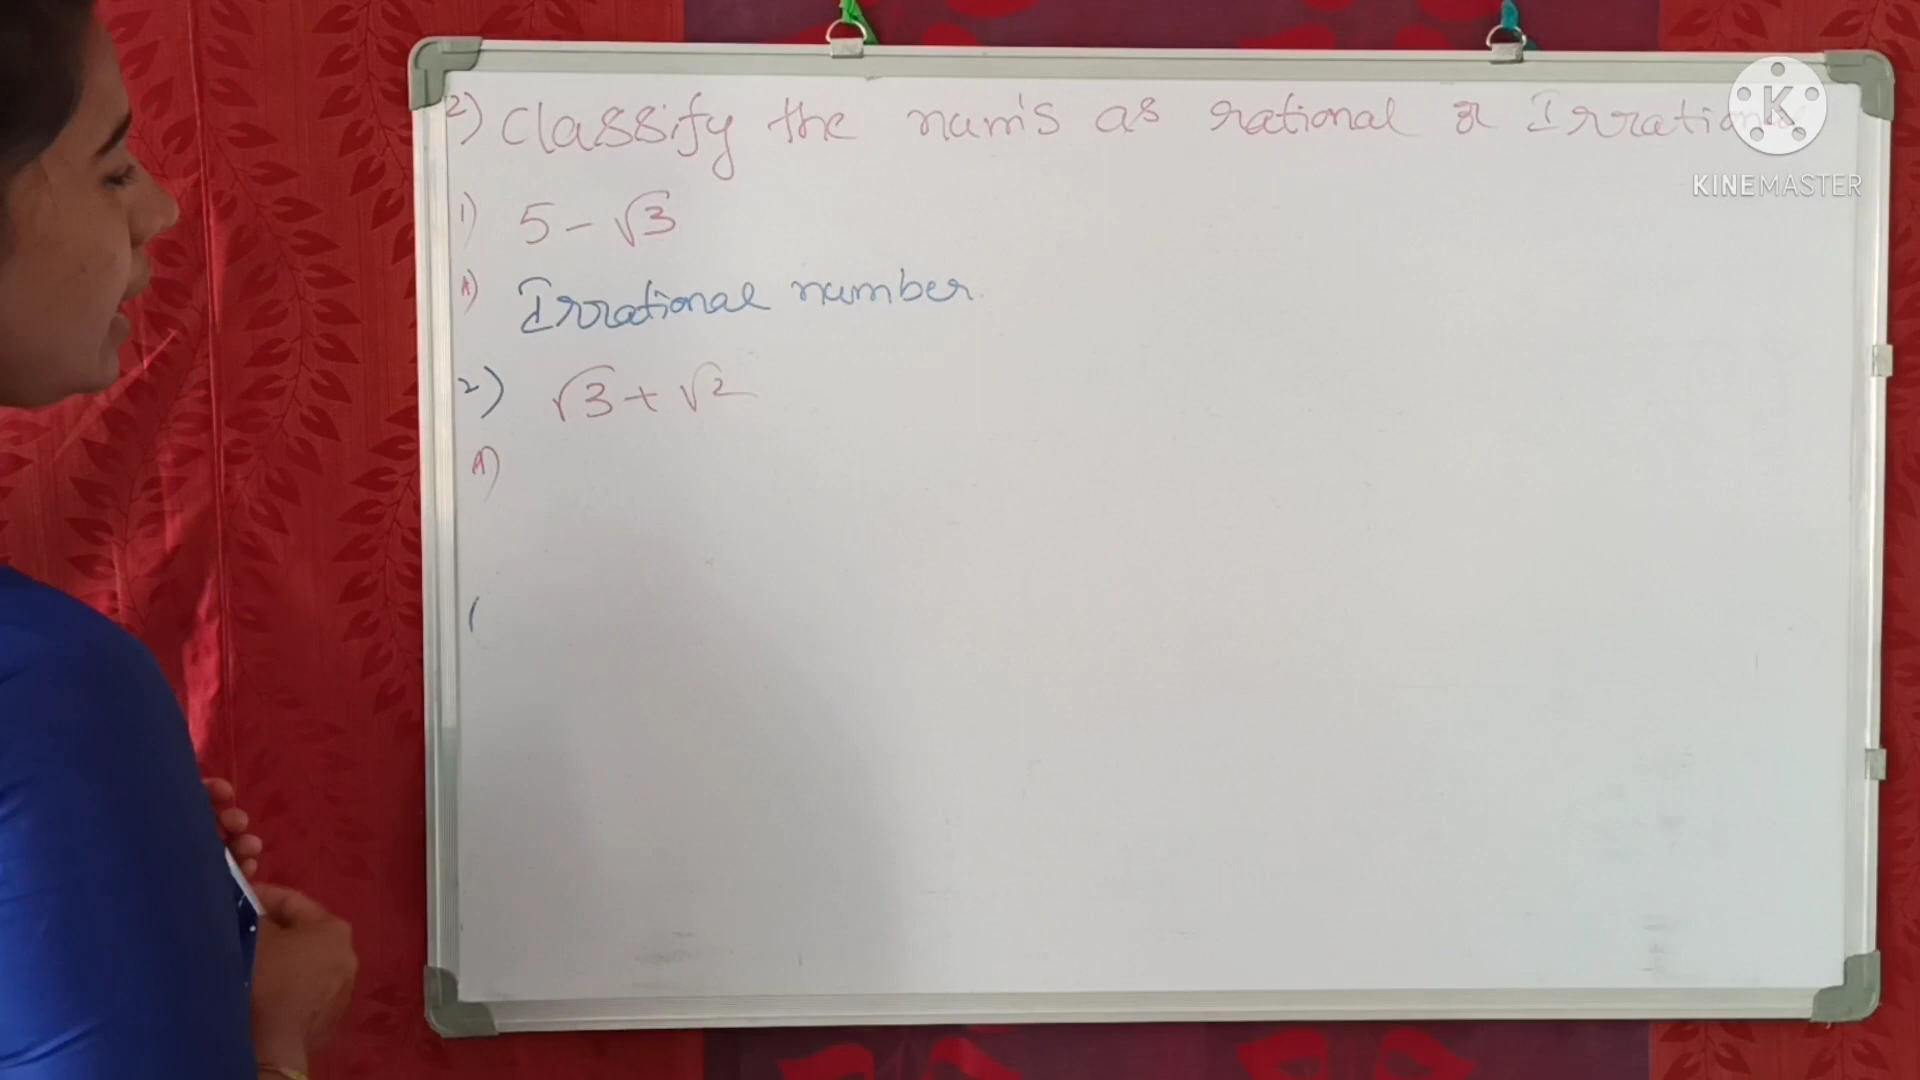 2) Classify the num's as rational or Irrational
KINEMASTER
1) 5 - √3
A) Irrational number.
2) √3 + √2
A)
(